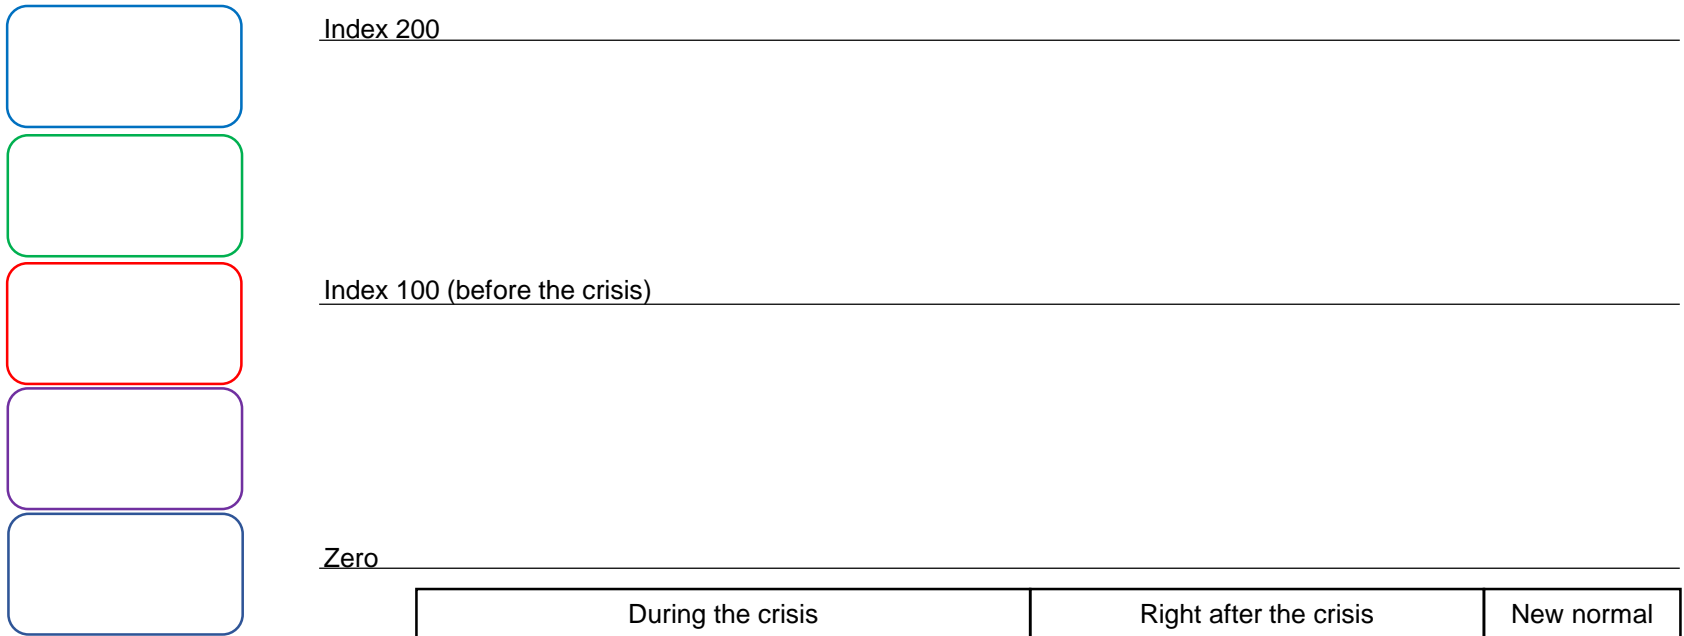 Index 200
Index 100 (before the crisis)
Zero
During the crisis
Right after the crisis
New normal